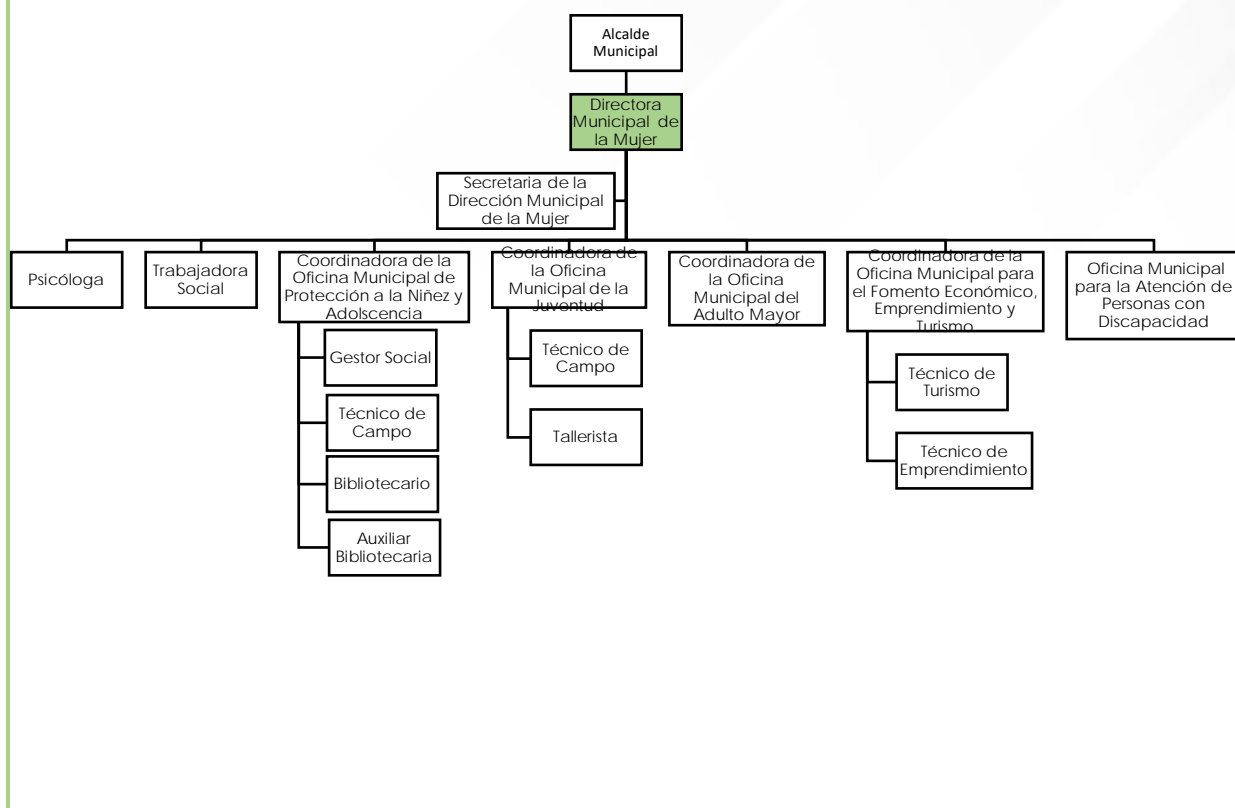 Alcalde
Municipal
Directora
Municipal de
la Mujer
Secretaria de la
Dirección Municipal
de la Mujer
Psicóloga
Trabajadora
Social
Coordinadora de la
Oficina Municipal de
Protección a la Niñez y
Adolscencia
Coordinadora de
la Oficina
Municipal de la
Juventud
Coordinadora de
la Oficina
Municipal del
Adulto Mayor
Coordinadora de la
Oficina Municipal para
el Fomento Económico,
Emprendimiento y
Turismo
Oficina Municipal
para la Atención de
Personas con
Discapacidad
Gestor Social
Técnico de
Campo
Bibliotecario
Auxiliar
Bibliotecaria
Técnico de
Campo
Tallerista
Técnico de
Turismo
Técnico de
Emprendimiento